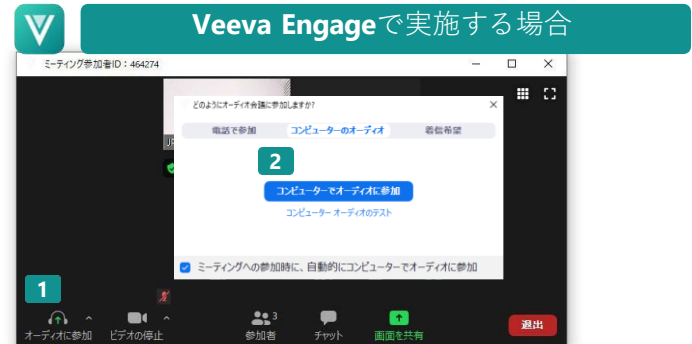 Veeva Engageで実施する場合
ミーティング参加者ID：464274
どのようにオーディオ会議に参加しますか?
電話で参加 コンピューターのオーディオ 着信希望
2
コンピューターでオーディオに参加
コンピューター オーディオのテスト
ミーティングへの参加時に、自動的にコンピューターでオーディオに参加
1
オーディオに参加 ビデオの停止 参加者 3 チャット 画面を共有 退出